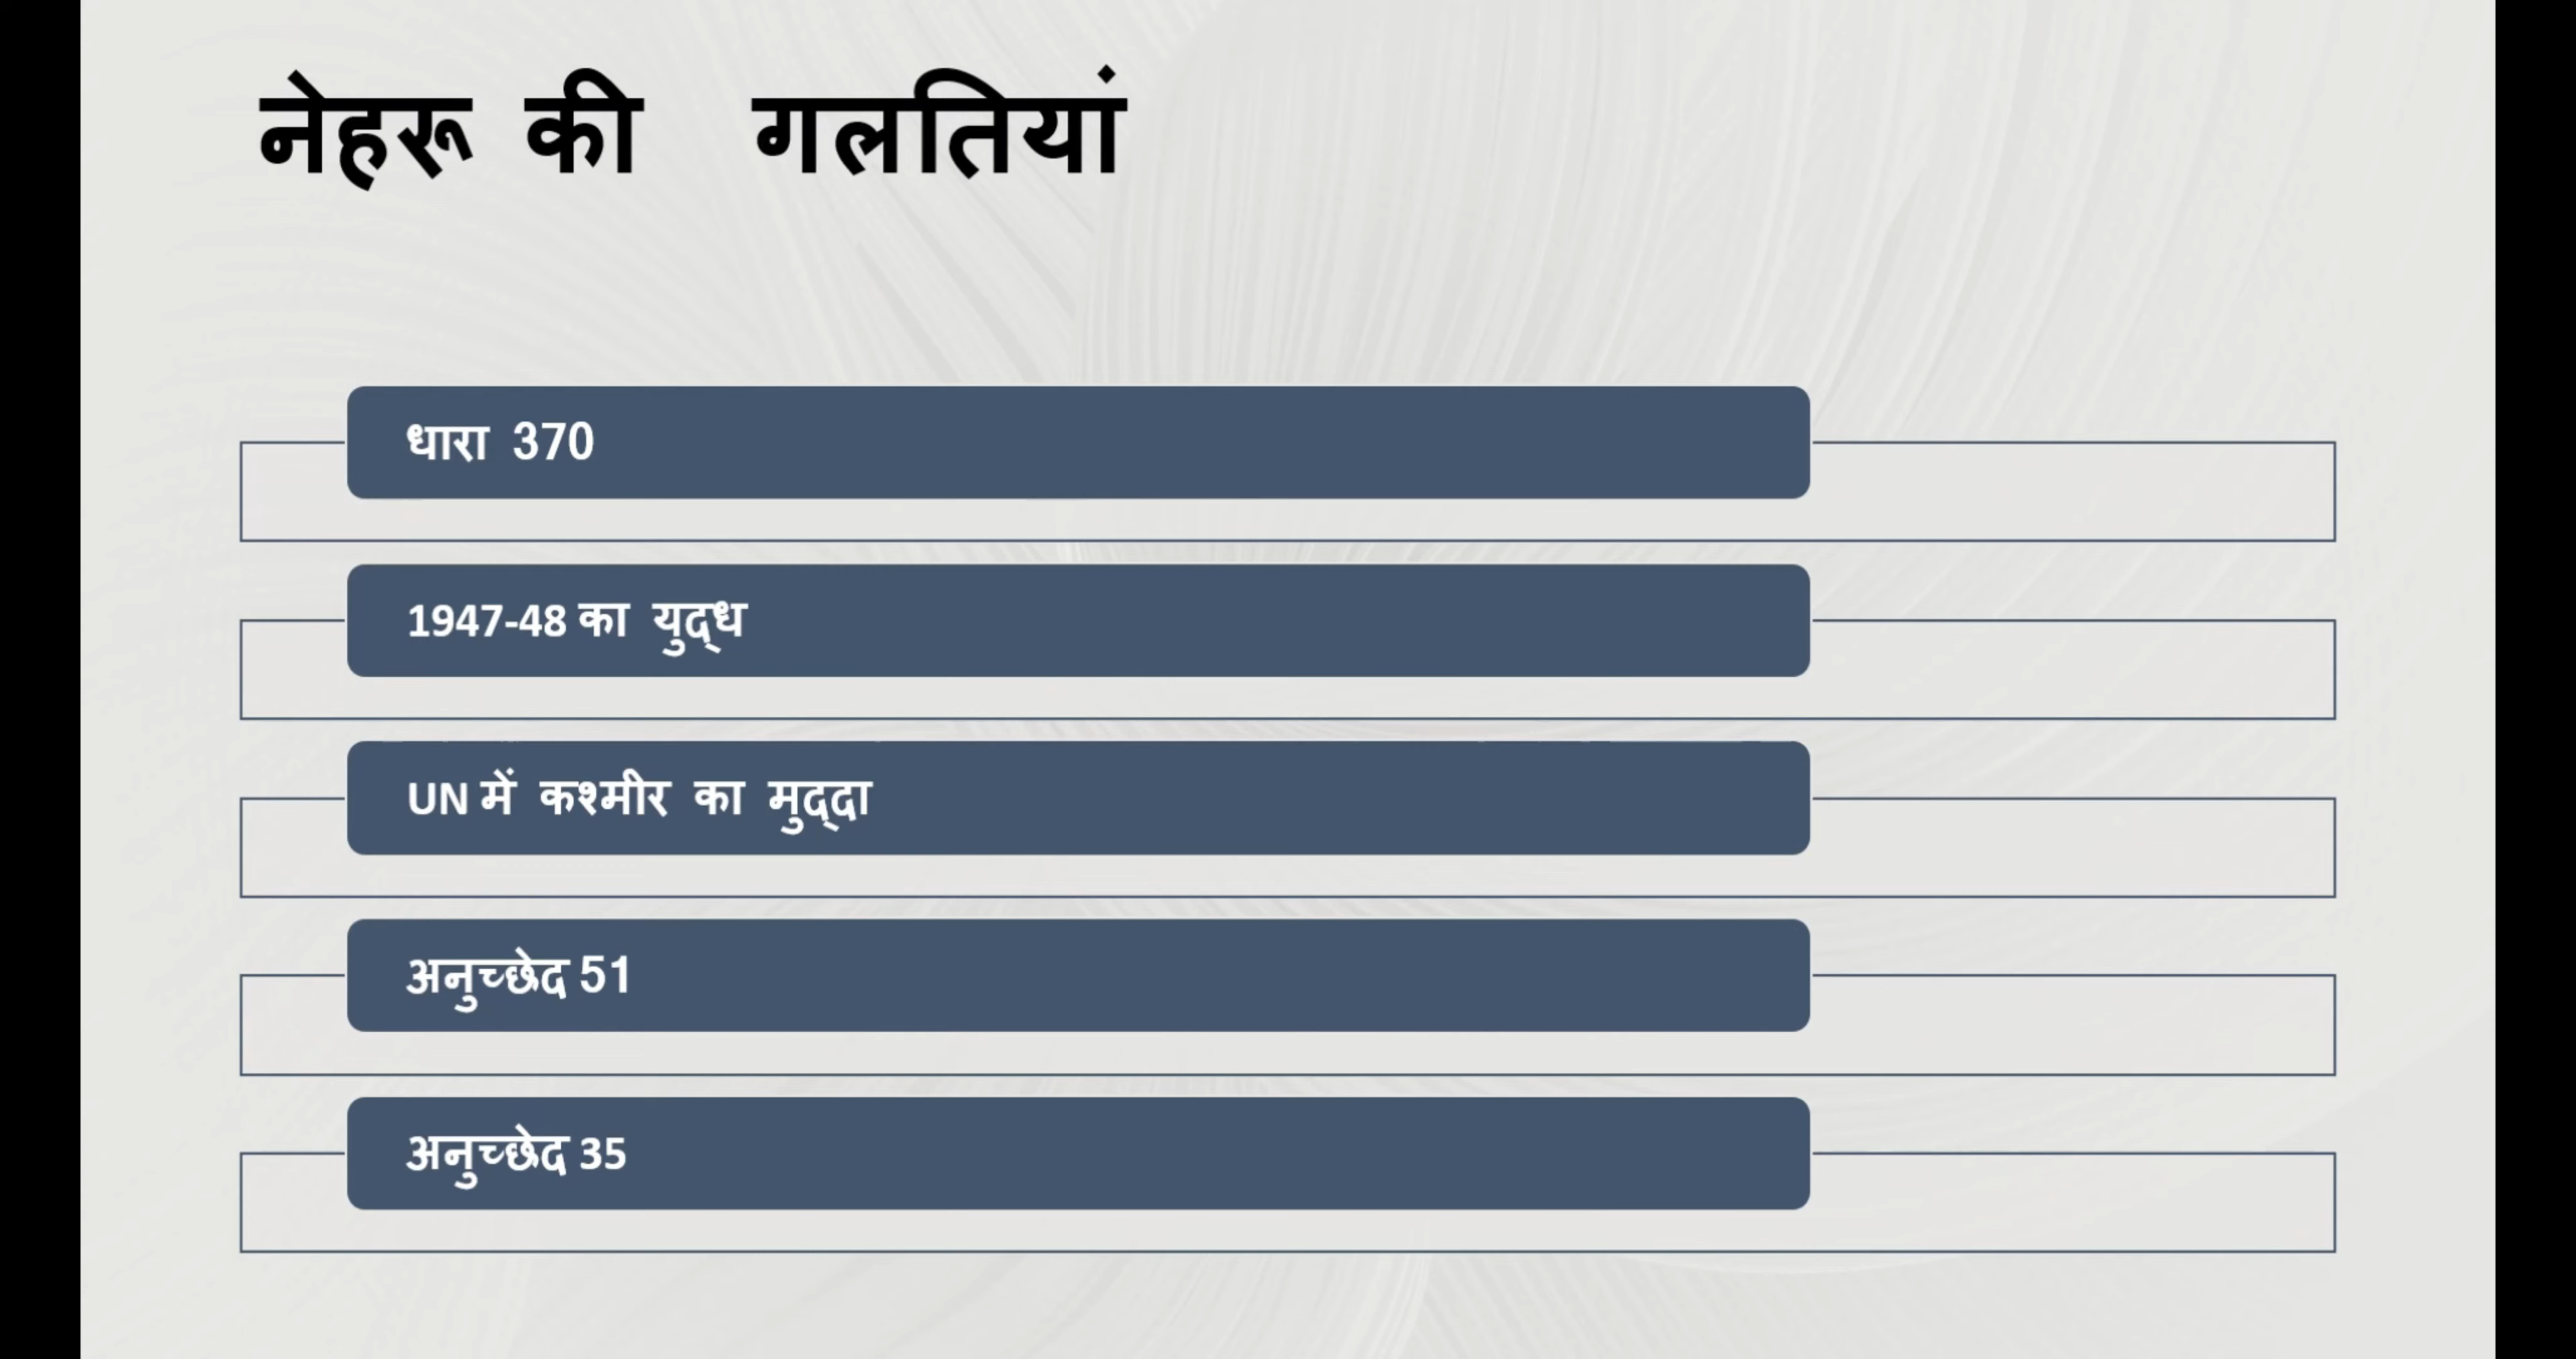 नेहरू की गलतियां
धारा 370
1947-48 का युद्ध
UN में कश्मीर का मुद्दा
अनुच्छेद 51
अनुच्छेद 35